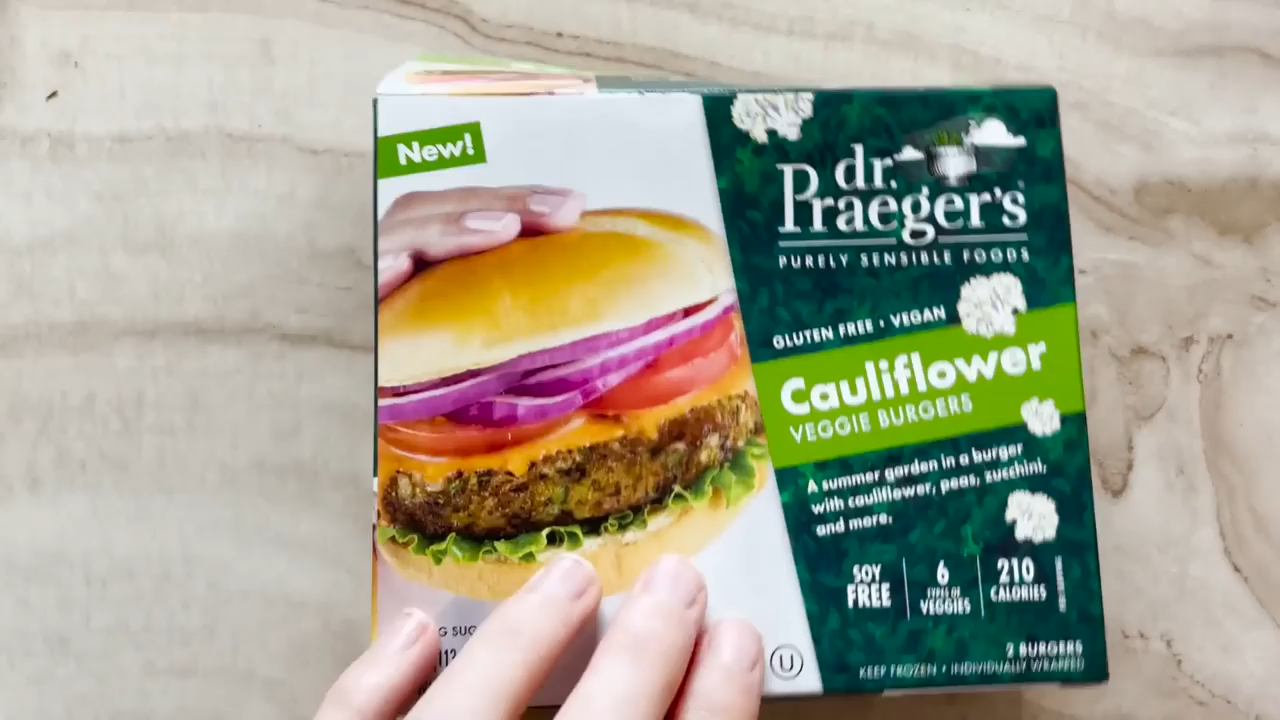 New!
dr.
Praeger's
PURELY SENSIBLE FOODS
GLUTEN FREE • VEGAN
Cauliflower
VEGGIE BURGERS
A summer garden in a burger
with cauliflower, peas, zucchini,
and more.
SOY FREE
6 TYPES OF VEGGIES
210 CALORIES
U
2 BURGERS
KEEP FROZEN • INDIVIDUALLY WRAPPED